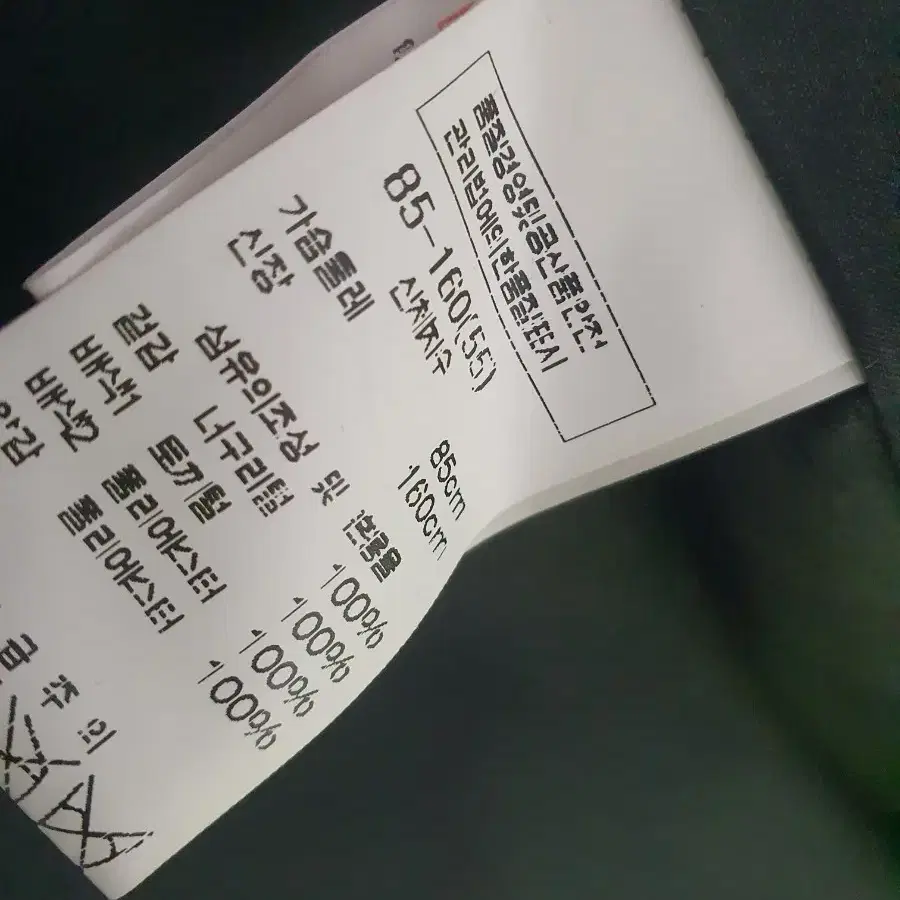 품질경영및공산품안전
관리법에의한품질표시
85-160(55)
신체치수
가슴둘레 85cm
신장 160cm
섬유의조성 및 혼용율
겉감 너구리털 100%
배색1 토끼털 100%
배색2 폴리에스터 100%
안감 폴리에스터 100%
취급
주의